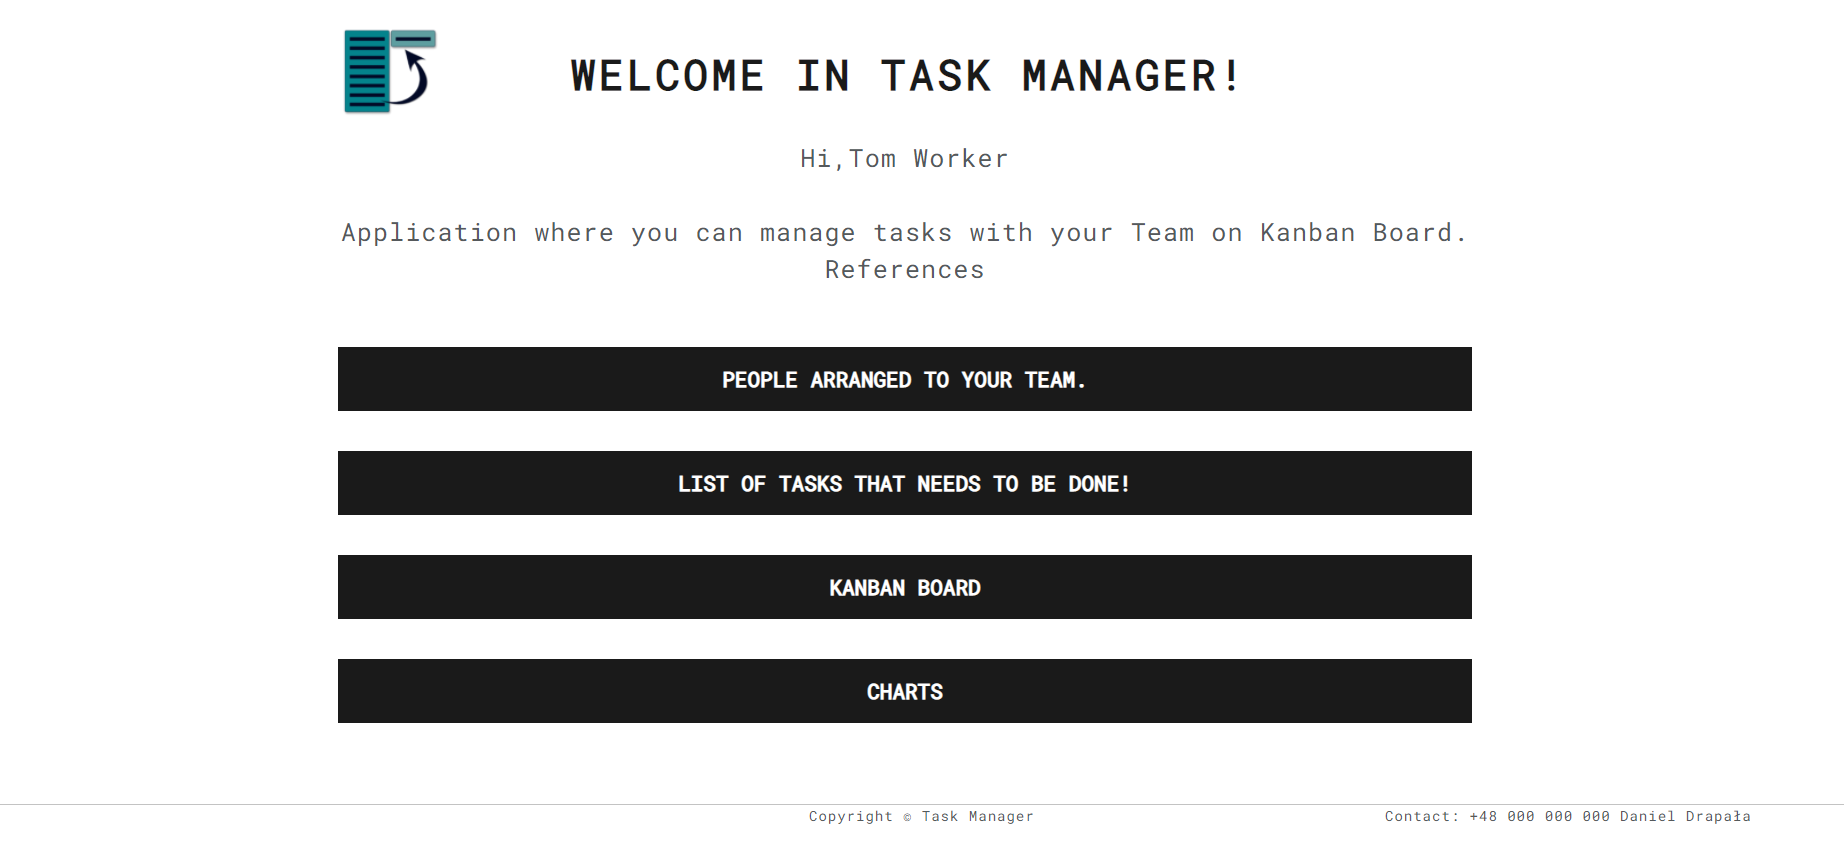 WELCOME IN TASK MANAGER!
Hi,Tom Worker
Application where you can manage tasks with your Team on Kanban Board.
References
PEOPLE ARRANGED TO YOUR TEAM.
LIST OF TASKS THAT NEEDS TO BE DONE!
KANBAN BOARD
CHARTS
Copyright © Task Manager
Contact: +48 000 000 000 Daniel Drapała